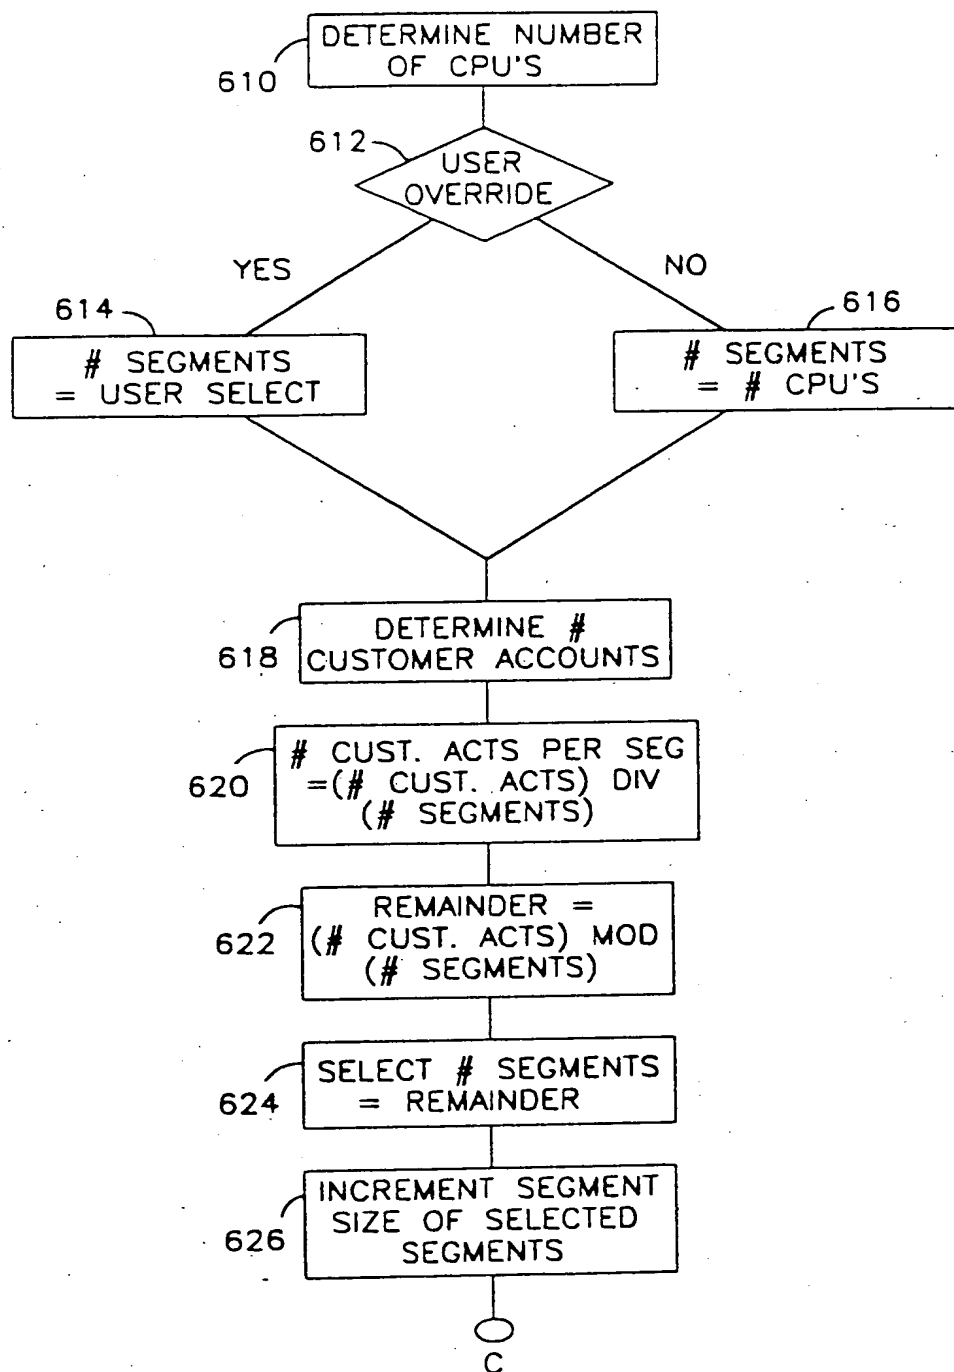 DETERMINE NUMBER
OF CPU'S
610
612
USER
OVERRIDE
YES
NO
614
616
# SEGMENTS
= USER SELECT
# SEGMENTS
= # CPU'S
DETERMINE #
CUSTOMER ACCOUNTS
618
# CUST. ACTS PER SEG
=(# CUST. ACTS) DIV
(# SEGMENTS)
620
REMAINDER =
(# CUST. ACTS) MOD
(# SEGMENTS)
622
SELECT # SEGMENTS
= REMAINDER
624
INCREMENT SEGMENT
SIZE OF SELECTED
SEGMENTS
626
C